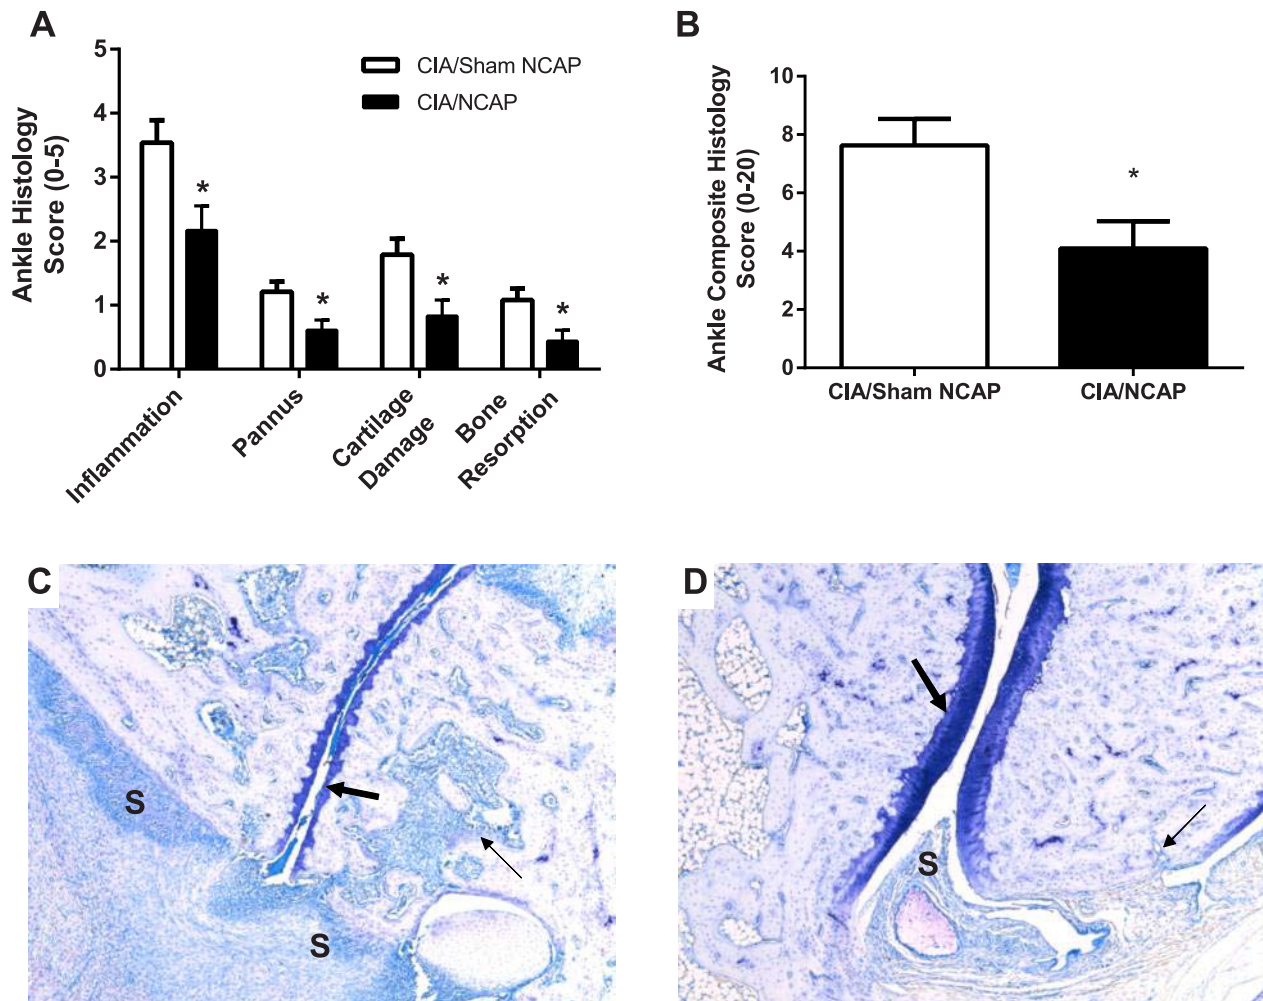 A
Ankle Histology
Score (0-5)
5
4
3
2
1
0
CIA/Sham NCAP
CIA/NCAP
*
*
*
*
Inflammation
Pannus
Cartilage
Damage
Bone
Resorption
B
Ankle Composite Histology
Score (0-20)
10
8
6
4
2
0
*
CIA/Sham NCAP
CIA/NCAP
C
S
S
D
S